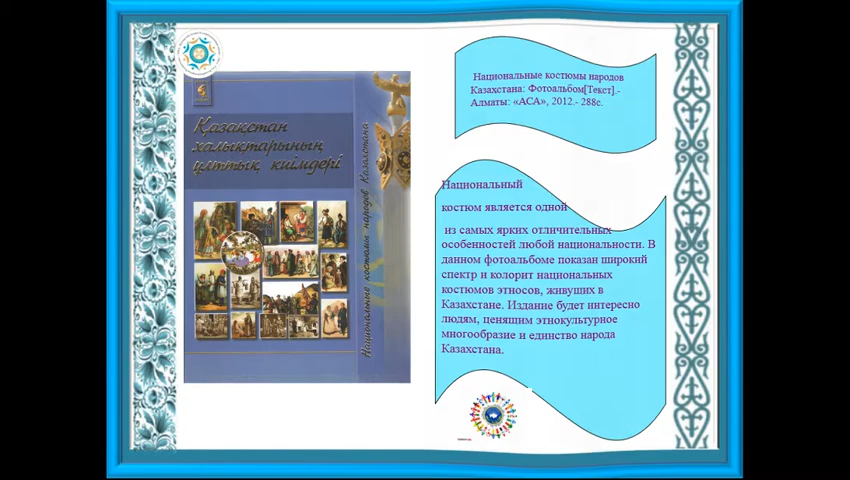 Қазақстан
халықтарының
ұлттық киімдері
Национальные костюмы народов Казахстана
Национальные костюмы народов
Казахстана: Фотоальбом[Текст].-
Алматы: «АСА», 2012.- 288с.
Национальный
костюм является одной
из самых ярких отличительных
особенностей любой национальности. В
данном фотоальбоме показан широкий
спектр и колорит национальных
костюмов этносов, живущих в
Казахстане. Издание будет интересно
людям, ценящим этнокультурное
многообразие и единство народа
Казахстана.